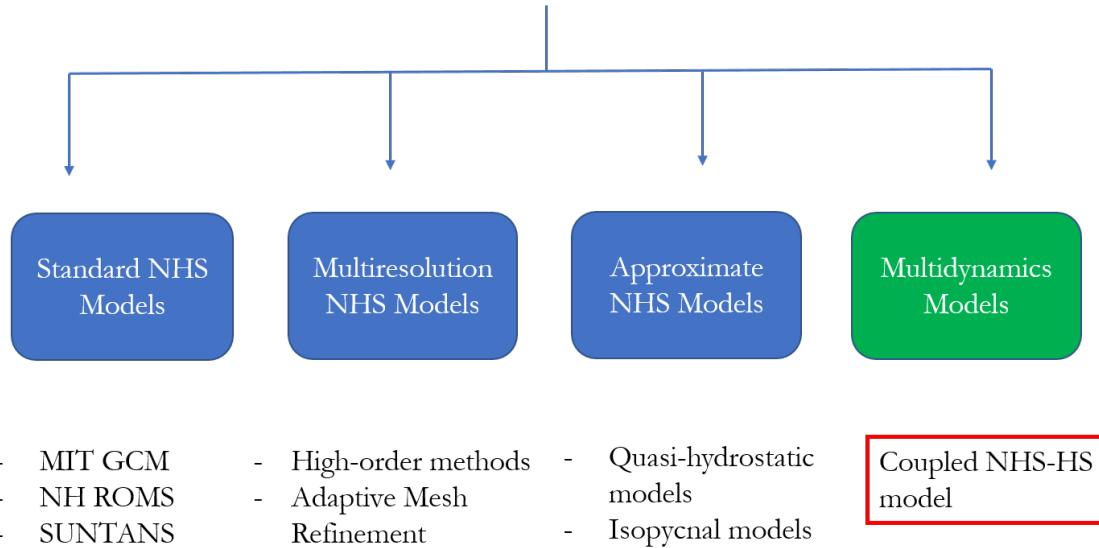 Standard NHS
Models
Multiresolution
NHS Models
Approximate
NHS Models
Multidynamics
Models
- MIT GCM
- NH ROMS
- SUNTANS
- High-order methods
- Adaptive Mesh
Refinement
- Quasi-hydrostatic
models
- Isopycnal models
Coupled NHS-HS
model